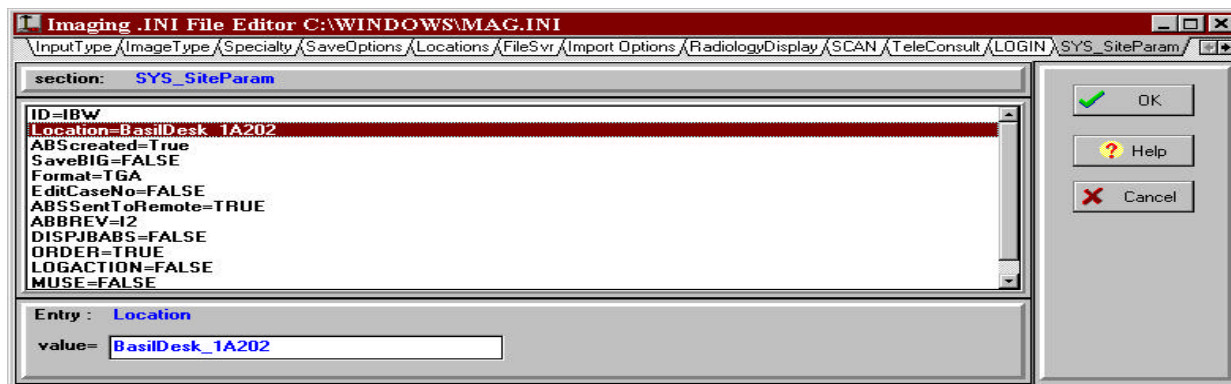 Imaging .INI File Editor C:\WINDOWS\MAG.INI
InputType ImageType Specialty SaveOptions Locations FileSvr Import Options RadiologyDisplay SCAN TeleConsult LOGIN SYS_SiteParam
section: SYS_SiteParam
ID=IBW
Location=BasilDesk_1A202
ABScreated=True
SaveBIG=FALSE
Format=TGA
EditCaseNo=FALSE
ABSSentToRemote=TRUE
ABBREV=I2
DISPJBABS=FALSE
ORDER=TRUE
LOGACTION=FALSE
MUSE=FALSE
Entry : Location
value= BasilDesk_1A202
OK
Help
Cancel